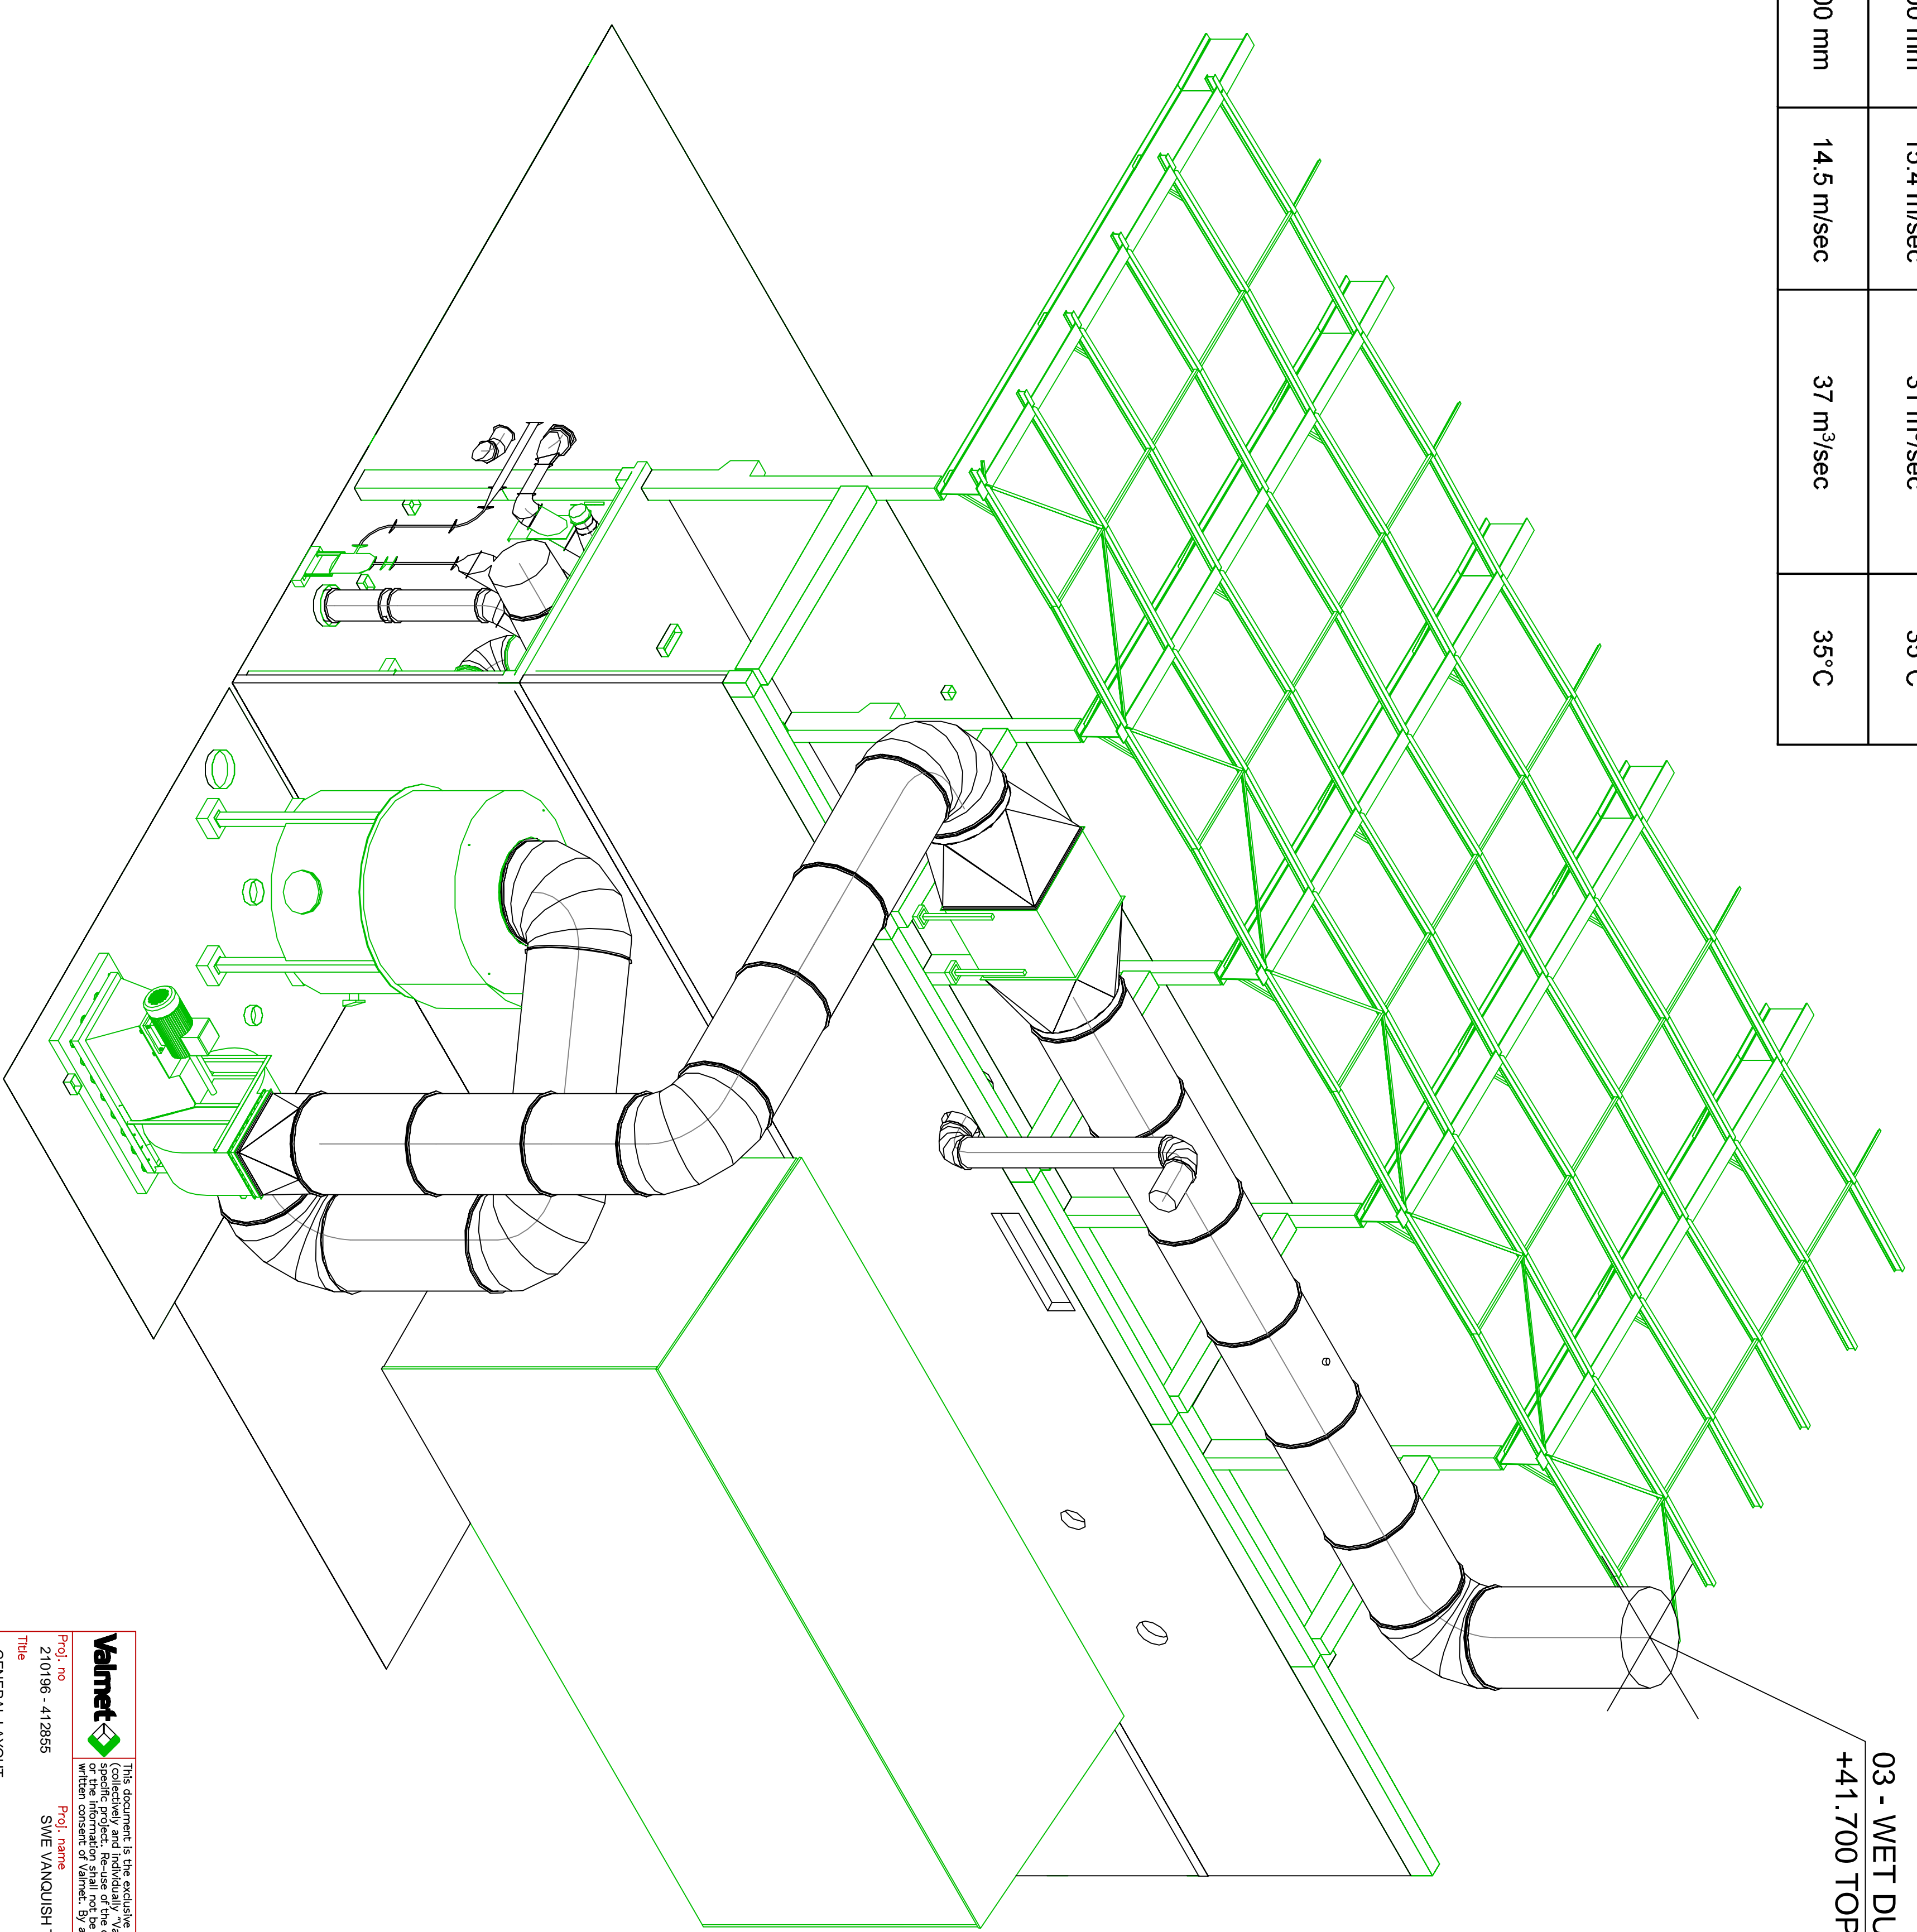 14.5 m/sec
37 m³/sec
35°C
03 - WET
+41.700 TOP
Valmet
This document is the exclusive
(collectively and individually
specific project. Re-use of the
or the information shall not be
written consent of Valmet. By
Proj. no
210196 - 412855
Proj. name
SWE VANQUISH
Title